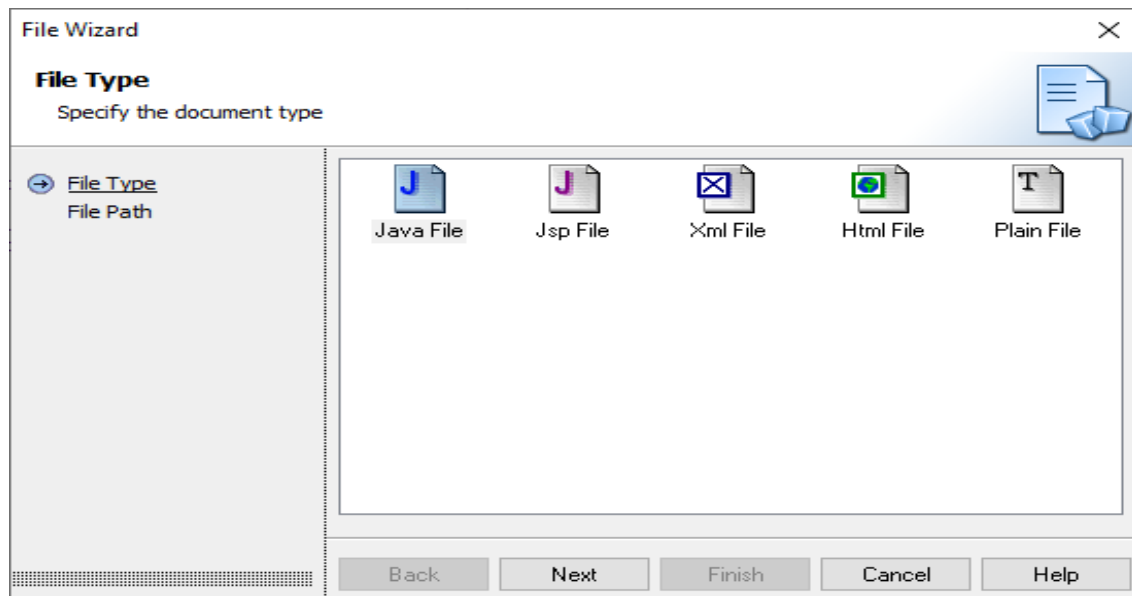 File Wizard
File Type
Specify the document type
File Type
File Path
J J T
Java File Jsp File Xml File Html File Plain File
Back Next Finish Cancel Help